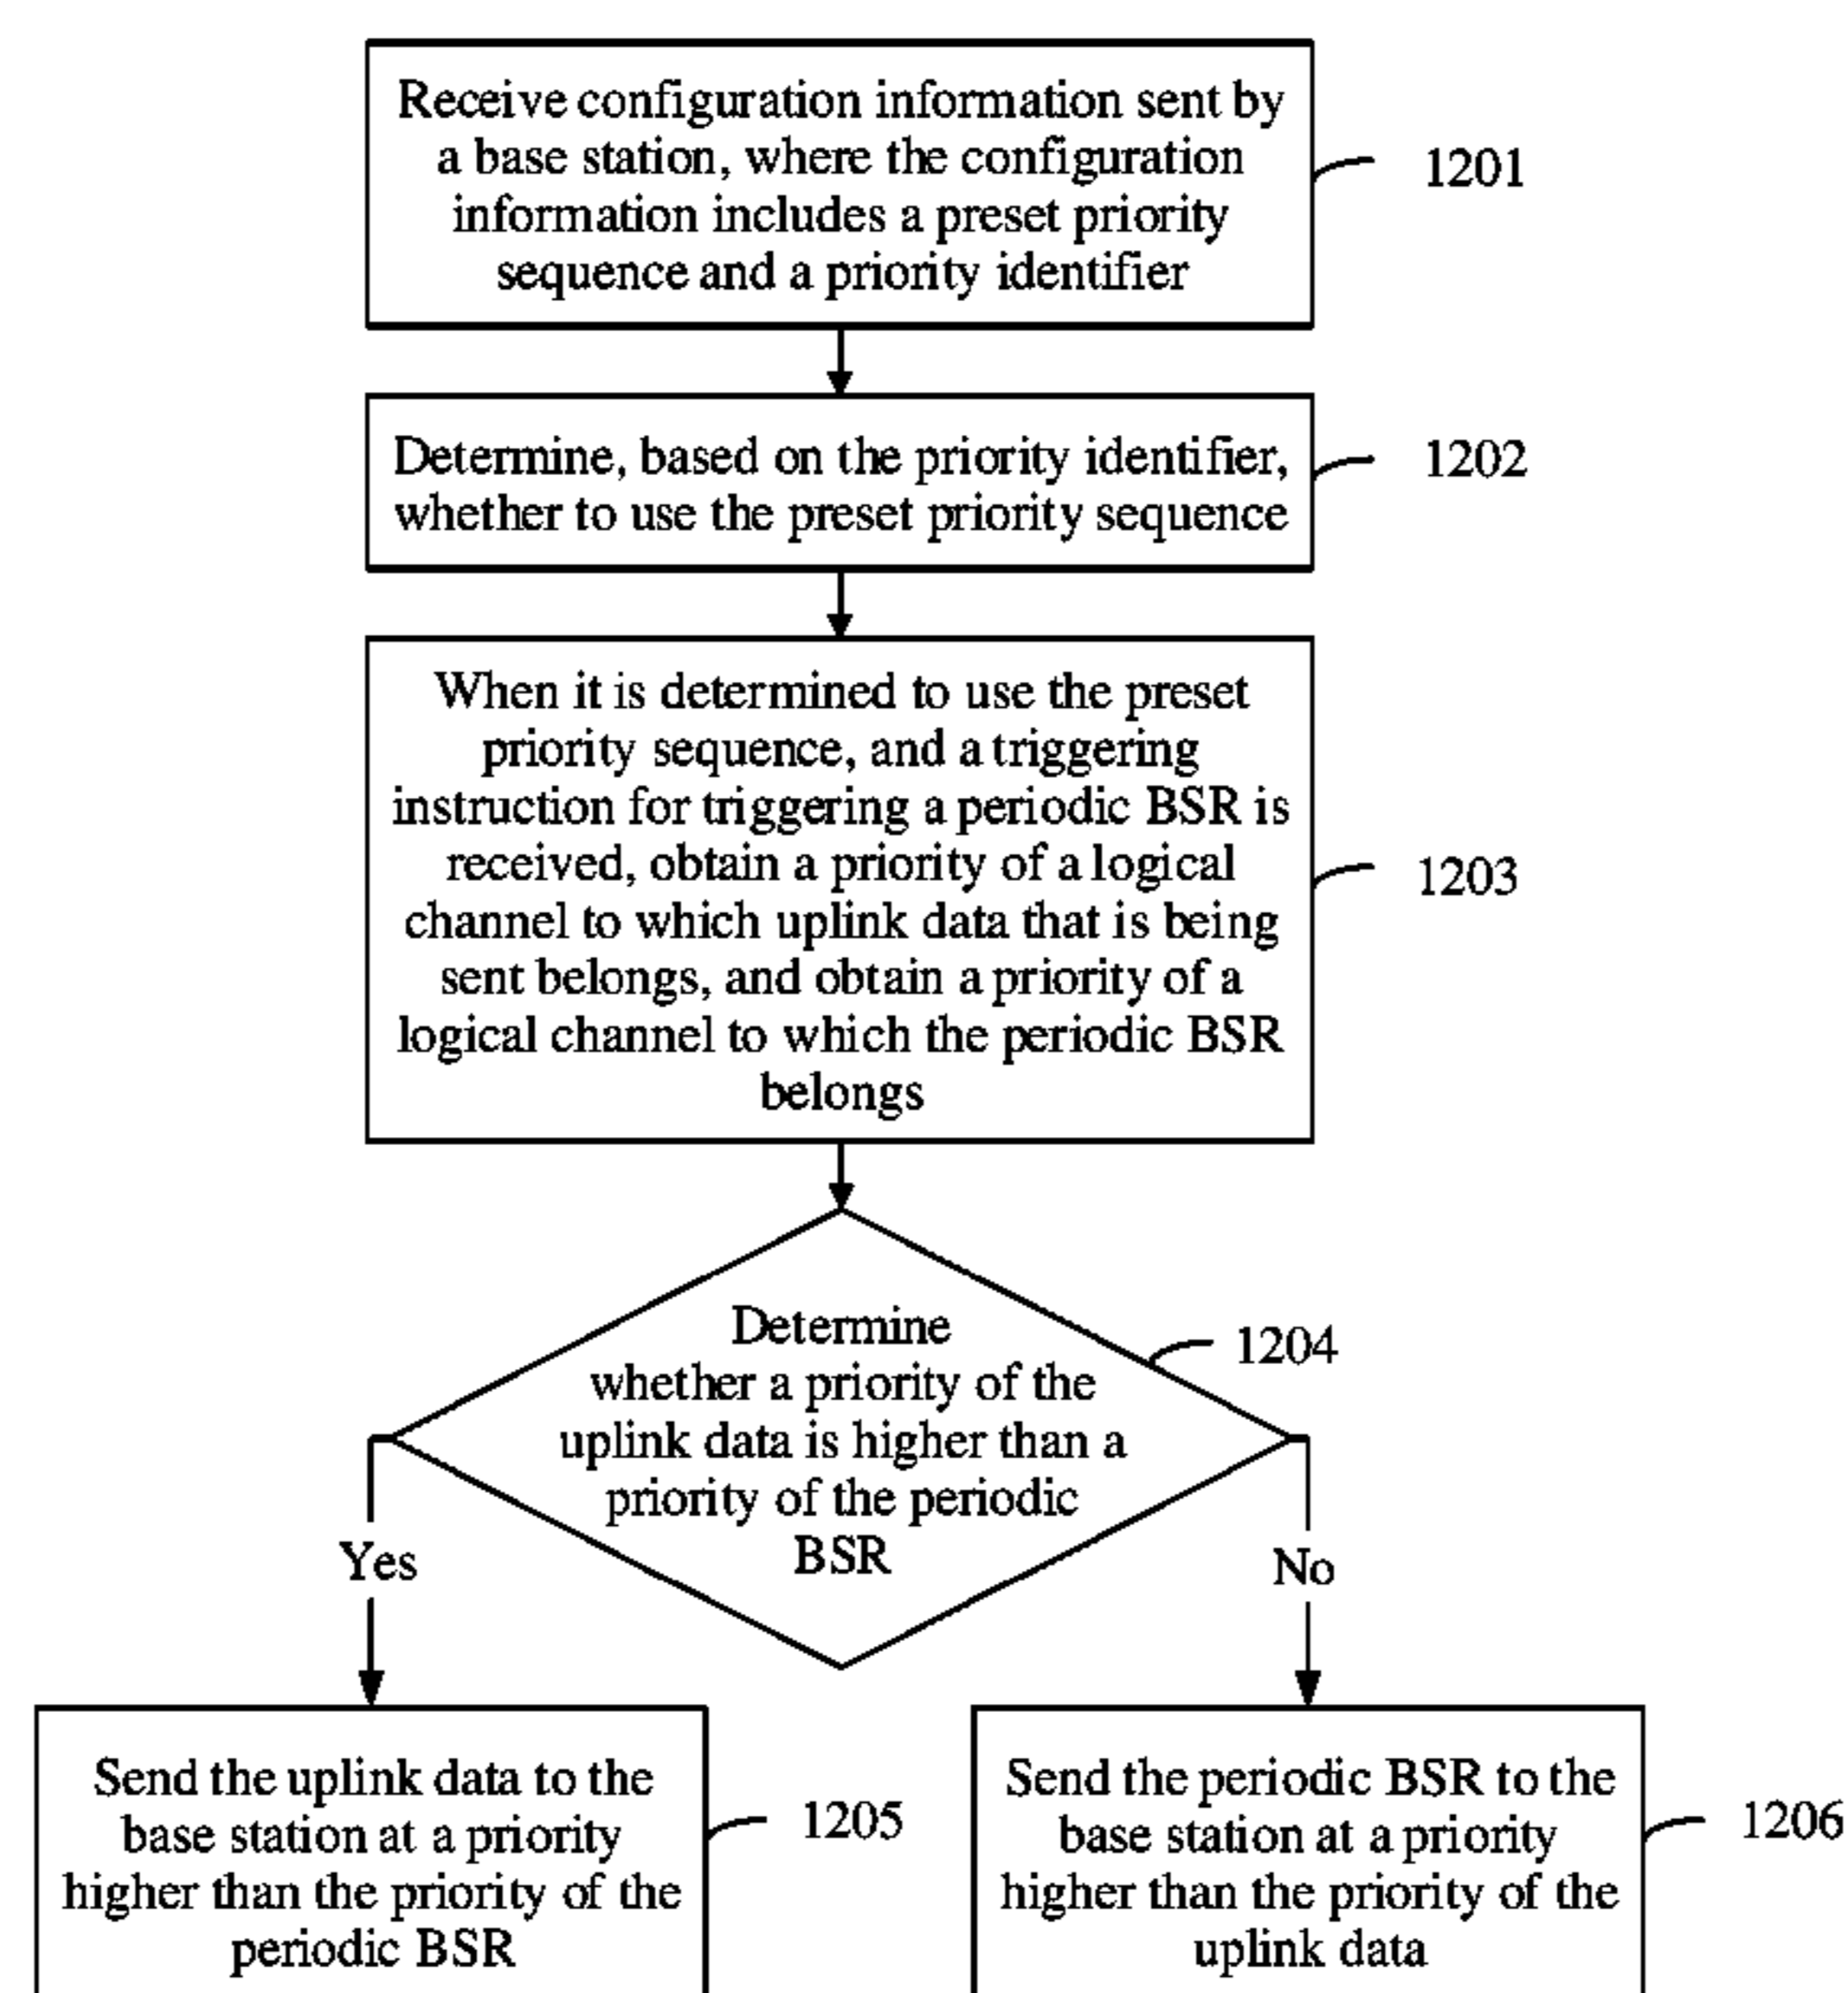 Receive configuration information sent by
a base station, where the configuration
information includes a preset priority
sequence and a priority identifier
1201
Determine, based on the priority identifier,
whether to use the preset priority sequence
1202
When it is determined to use the preset
priority sequence, and a triggering
instruction for triggering a periodic BSR is
received, obtain a priority of a logical
channel to which uplink data that is being
sent belongs, and obtain a priority of a
logical channel to which the periodic BSR
belongs
1203
Determine
whether a priority of the
uplink data is higher than a
priority of the periodic
BSR
1204
Yes
No
Send the uplink data to the
base station at a priority
higher than the priority of the
periodic BSR
1205
Send the periodic BSR to the
base station at a priority
higher than the priority of the
uplink data
1206